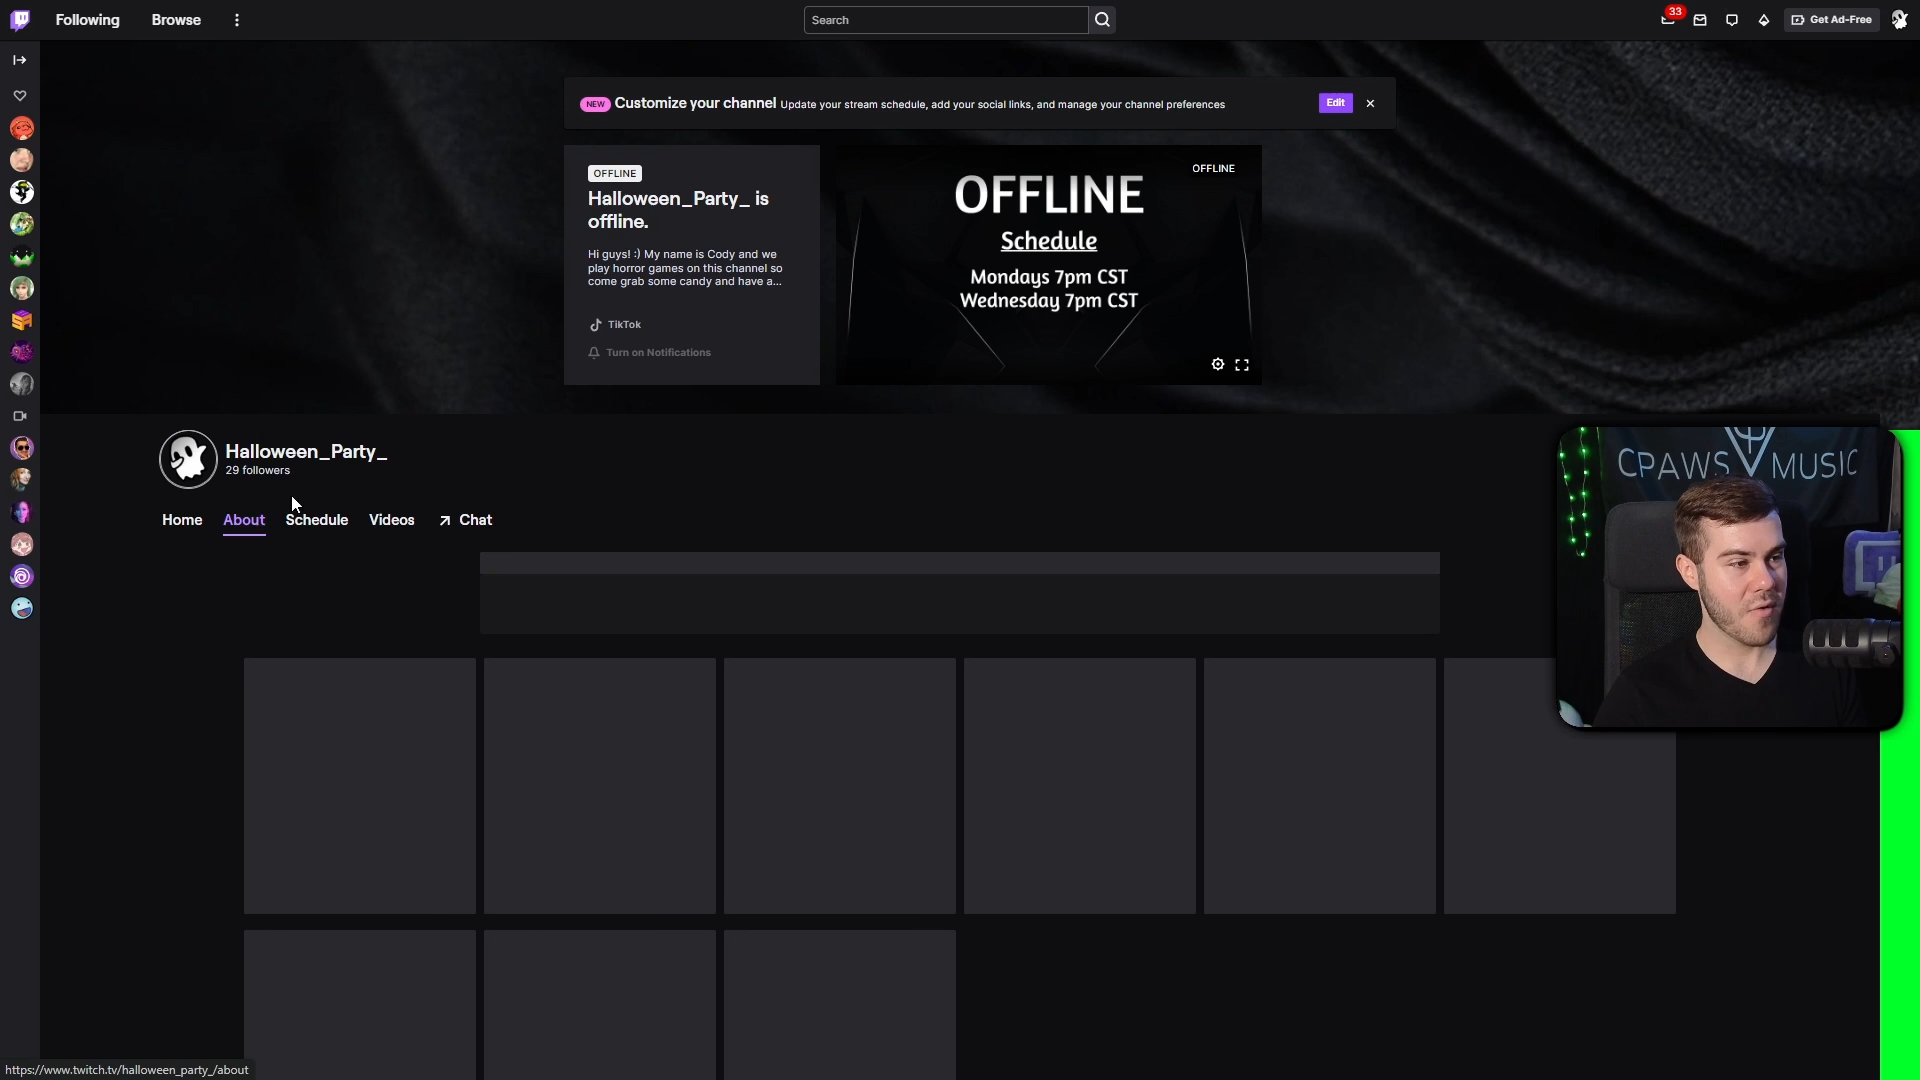 Following
Browse
Search
33
Get Ad-Free
NEW
Customize your channel
Update your stream schedule, add your social links, and manage your channel preferences
Edit
OFFLINE
Halloween_Party_ is
offline.
Hi guys! :) My name is Cody and we
play horror games on this channel so
come grab some candy and have a...
TikTok
Turn on Notifications
OFFLINE
OFFLINE
Schedule
Mondays 7pm CST
Wednesday 7pm CST
Halloween_Party_
29 followers
Home
About
Schedule
Videos
Chat
CPAWS MUSIC
https://www.twitch.tv/halloween_party_/about